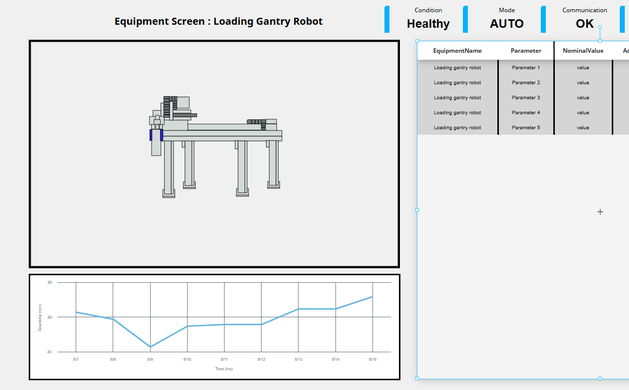 Equipment Screen : Loading Gantry Robot
Condition
Healthy
Mode
AUTO
Communication
OK
EquipmentName Parameter NominalValue
Loading gantry robot Parameter 1 value
Loading gantry robot Parameter 2 value
Loading gantry robot Parameter 3 value
Loading gantry robot Parameter 4 value
Loading gantry robot Parameter 5 value
8/7 8/8 8/9 8/10 8/11 8/12 8/13 8/14 8/15
Time (hrs)